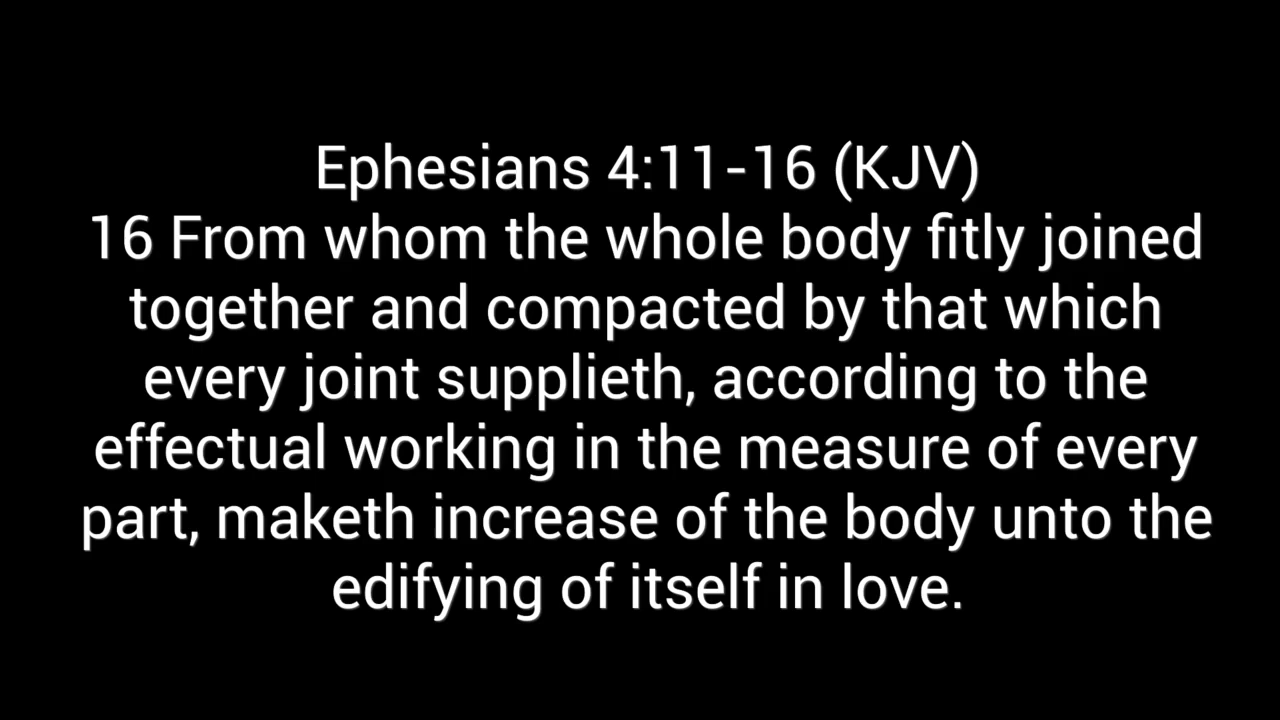 Ephesians 4:11-16 (KJV)
16 From whom the whole body fitly joined
together and compacted by that which
every joint supplieth, according to the
effectual working in the measure of every
part, maketh increase of the body unto the
edifying of itself in love.